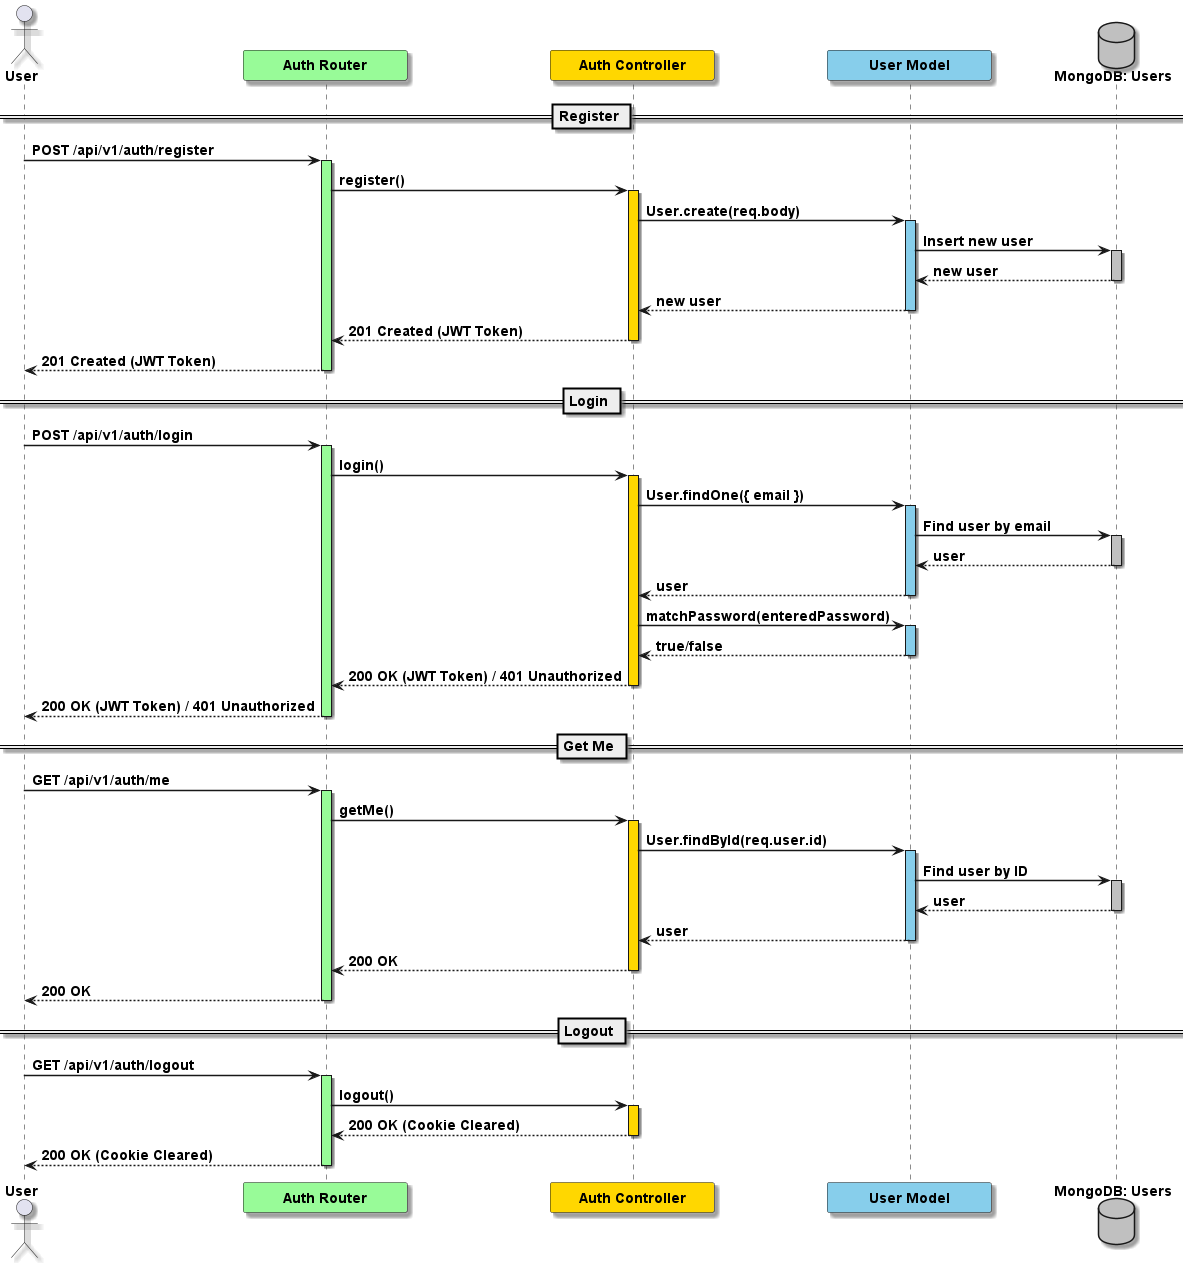 User
Auth Router
Auth Controller
User Model
MongoDB: Users
Register
POST /api/v1/auth/register
register()
User.create(req.body)
Insert new user
new user
new user
201 Created (JWT Token)
201 Created (JWT Token)
Login
POST /api/v1/auth/login
login()
User.findOne({ email })
Find user by email
user
user
matchPassword(enteredPassword)
true/false
200 OK (JWT Token) / 401 Unauthorized
200 OK (JWT Token) / 401 Unauthorized
Get Me
GET /api/v1/auth/me
getMe()
User.findById(req.user.id)
Find user by ID
user
user
200 OK
200 OK
Logout
GET /api/v1/auth/logout
logout()
200 OK (Cookie Cleared)
200 OK (Cookie Cleared)
User
Auth Router
Auth Controller
User Model
MongoDB: Users